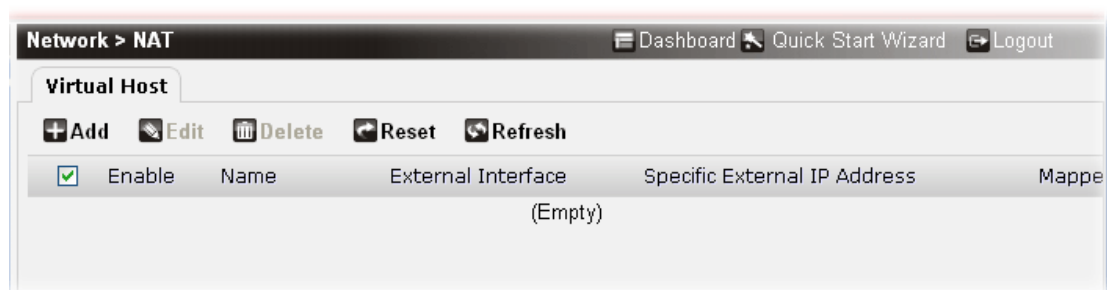 Network > NAT Dashboard Quick Start Wizard Logout
Virtual Host
Add Edit Delete Reset Refresh
Enable Name External Interface Specific External IP Address Mappe
(Empty)